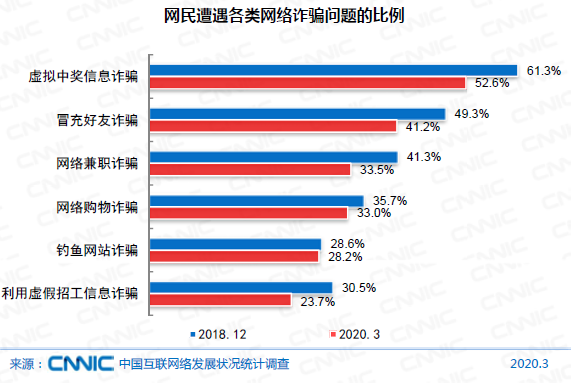 网民遭遇各类网络诈骗问题的比例
虚拟中奖信息诈骗
61.3%
52.6%
冒充好友诈骗
49.3%
41.2%
网络兼职诈骗
41.3%
33.5%
网络购物诈骗
35.7%
33.0%
钓鱼网站诈骗
28.6%
28.2%
利用虚假招工信息诈骗
30.5%
23.7%
2018. 12
2020. 3
来源： CNNIC 中国互联网络发展状况统计调查
2020.3